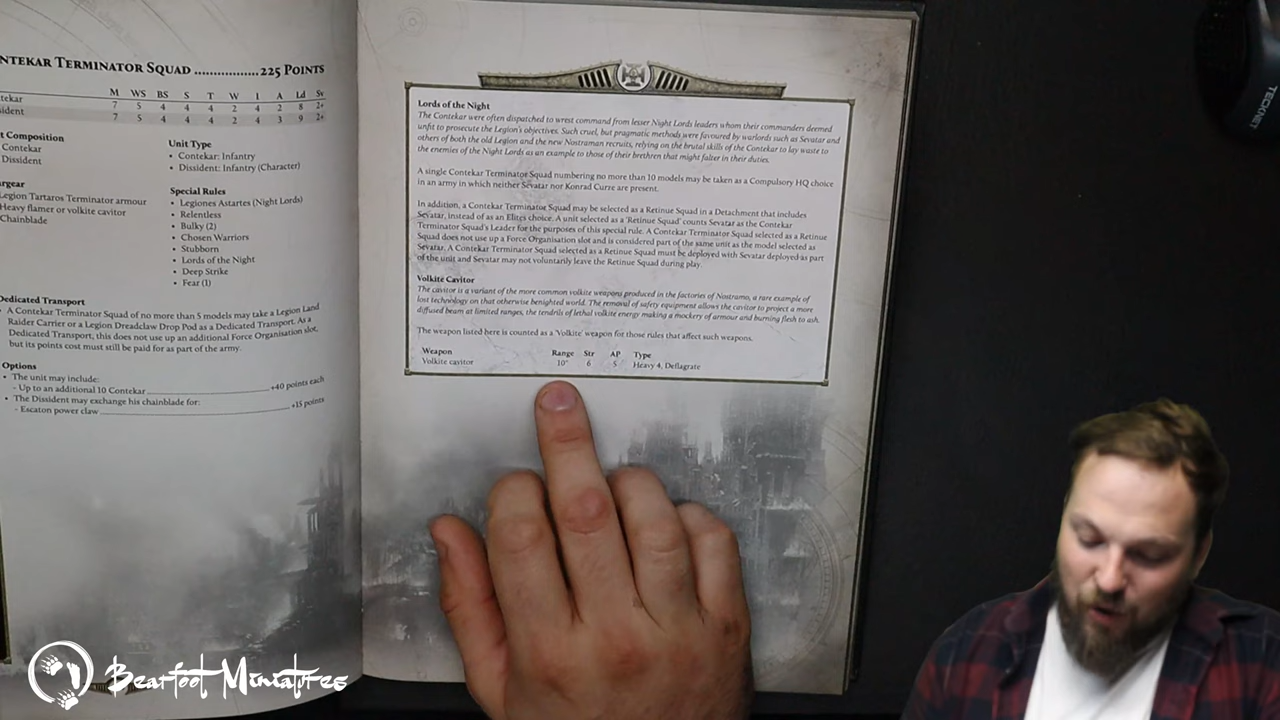 NTEKAR TERMINATOR SQUAD ................. 225 POINTS
M WS BS S T W I A Ld Sv
tekar 7 5 4 4 4 2 4 2 8 2+
sident 7 5 4 4 4 2 4 3 9 2+
t Composition
Contekar
Dissident
argear
Legion Tartaros Terminator armour
Heavy flamer or volkite cavitor
Chainblade
Unit Type
• Contekar: Infantry
• Dissident: Infantry (Character)
Special Rules
• Legiones Astartes (Night Lords)
• Relentless
• Bulky (2)
• Chosen Warriors
• Stubborn
• Lords of the Night
• Deep Strike
• Fear (1)
Dedicated Transport
• A Contekar Terminator Squad of no more than 5 models may take a Legion Land
Raider Carrier or a Legion Dreadclaw Drop Pod as a Dedicated Transport. As a
Dedicated Transport, this does not use up an additional Force Organisation slot,
but its points cost must still be paid for as part of the army.
Options
• The unit may include:
- Up to an additional 10 Contekar +40 points each
• The Dissident may exchange his chainblade for:
- Escaton power claw +15 points
Lords of the Night
The Contekar were often dispatched to wrest command from lesser Night Lords leaders whom their commanders deemed
unfit to prosecute the Legion's objectives. Such cruel, but pragmatic methods were favoured by warlords such as Sevatar and
others of both the old Legion and the new Nostraman recruits, relying on the brutal skills of the Contekar to lay waste to
the enemies of the Night Lords as an example to those of their brethren that might falter in their duties.
A single Contekar Terminator Squad numbering no more than 10 models may be taken as a Compulsory HQ choice
in an army in which neither Sevatar nor Konrad Curze are present.
In addition, a Contekar Terminator Squad may be selected as a Retinue Squad in a Detachment that includes
Sevatar, instead of as an Elites choice. A unit selected as a 'Retinue Squad' counts Sevatar as the Contekar
Terminator Squad's Leader for the purposes of this special rule. A Contekar Terminator Squad selected as a Retinue
Squad does not use up a Force Organisation slot and is considered part of the same unit as the model selected as
Sevatar. A Contekar Terminator Squad selected as a Retinue Squad must be deployed with Sevatar deployed as part
of the unit and Sevatar may not voluntarily leave the Retinue Squad during play.
Volkite Cavitor
The cavitor is a variant of the more common volkite weapons produced in the factories of Nostramo, a rare example of
lost technology on that otherwise benighted world. The removal of safety equipment allows the cavitor to project a more
diffused beam at limited ranges, the tendrils of lethal volkite energy making a mockery of armour and burning flesh to ash.
The weapon listed here is counted as a 'Volkite' weapon for those rules that affect such weapons.
Weapon Range Str AP Type
Volkite cavitor 10" 6 5 Heavy 4, Deflagrate
TECKNET
Bearfoot Miniatures